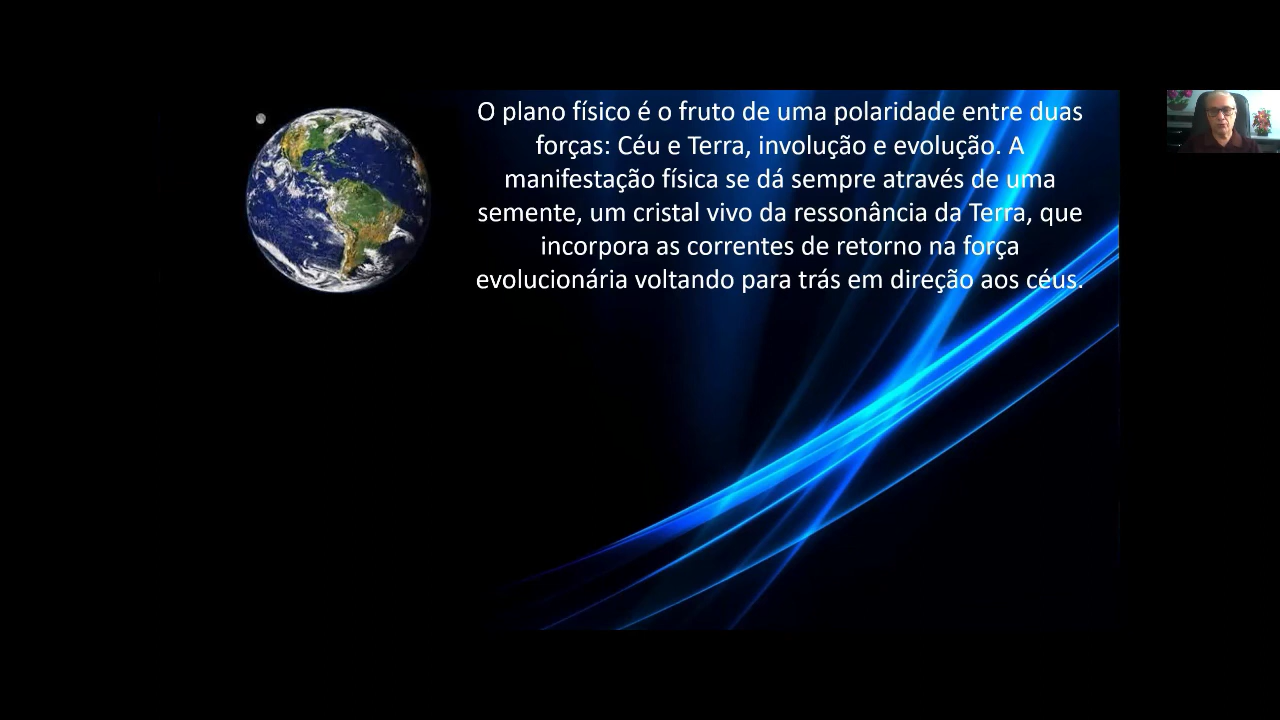 O plano físico é o fruto de uma polaridade entre duas
forças: Céu e Terra, involução e evolução. A
manifestação física se dá sempre através de uma
semente, um cristal vivo da ressonância da Terra, que
incorpora as correntes de retorno na força
evolucionária voltando para trás em direção aos céus.